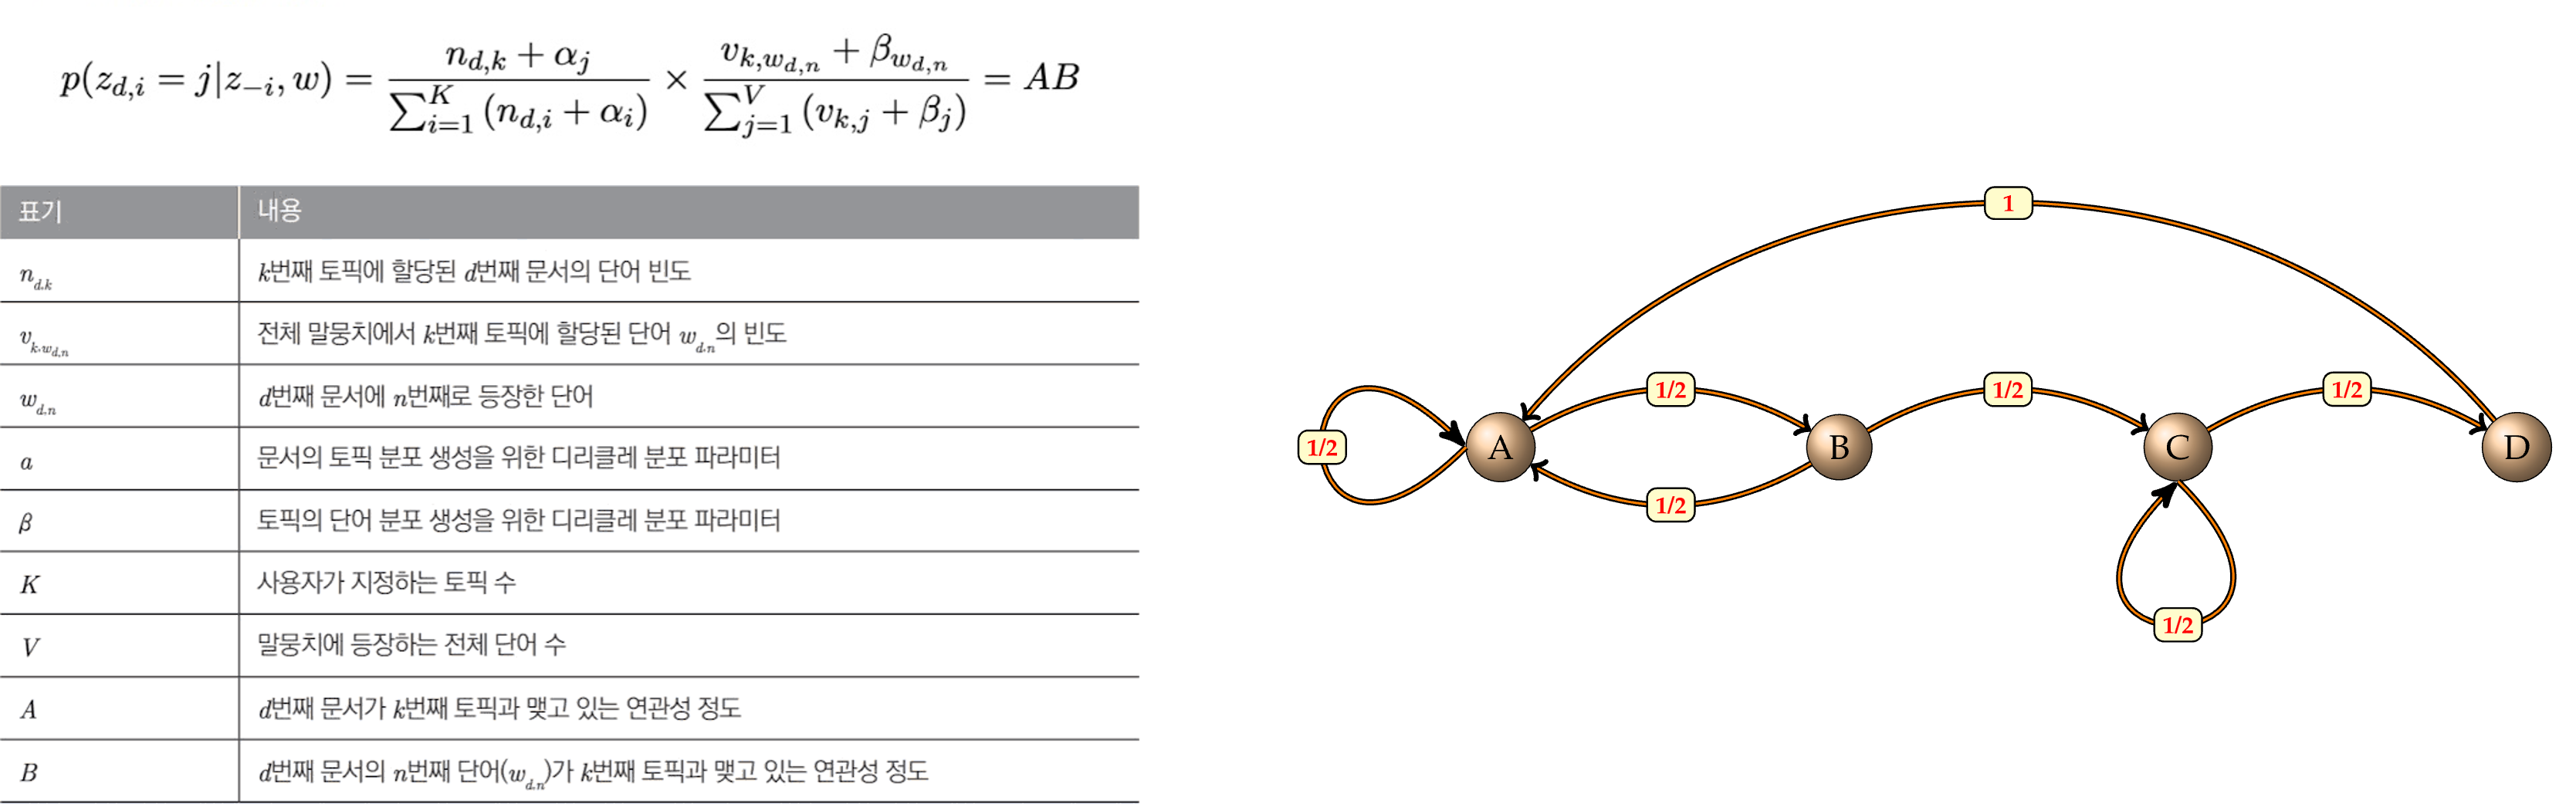 p(z_{d,i} = j|z_{-i}, w) = \frac{n_{d,k} + α_j}{\sum_{i=1}^{K} (n_{d,i} + α_i)} × \frac{v_{k,w_{d,n}} + β_{w_{d,n}}}{\sum_{j=1}^{V} (v_{k,j} + β_j)} = AB
표기 내용
n_{d.k} k번째 토픽에 할당된 d번째 문서의 단어 빈도
v_{k.w_{d,n}} 전체 말뭉치에서 k번째 토픽에 할당된 단어 w_{d.n}의 빈도
w_{d.n} d번째 문서에 n번째로 등장한 단어
a 문서의 토픽 분포 생성을 위한 디리클레 분포 파라미터
β 토픽의 단어 분포 생성을 위한 디리클레 분포 파라미터
K 사용자가 지정하는 토픽 수
V 말뭉치에 등장하는 전체 단어 수
A d번째 문서가 k번째 토픽과 맺고 있는 연관성 정도
B d번째 문서의 n번째 단어(w_{d.n})가 k번째 토픽과 맺고 있는 연관성 정도
1
1/2 1/2 1/2
1/2 A B C D
1/2
1/2